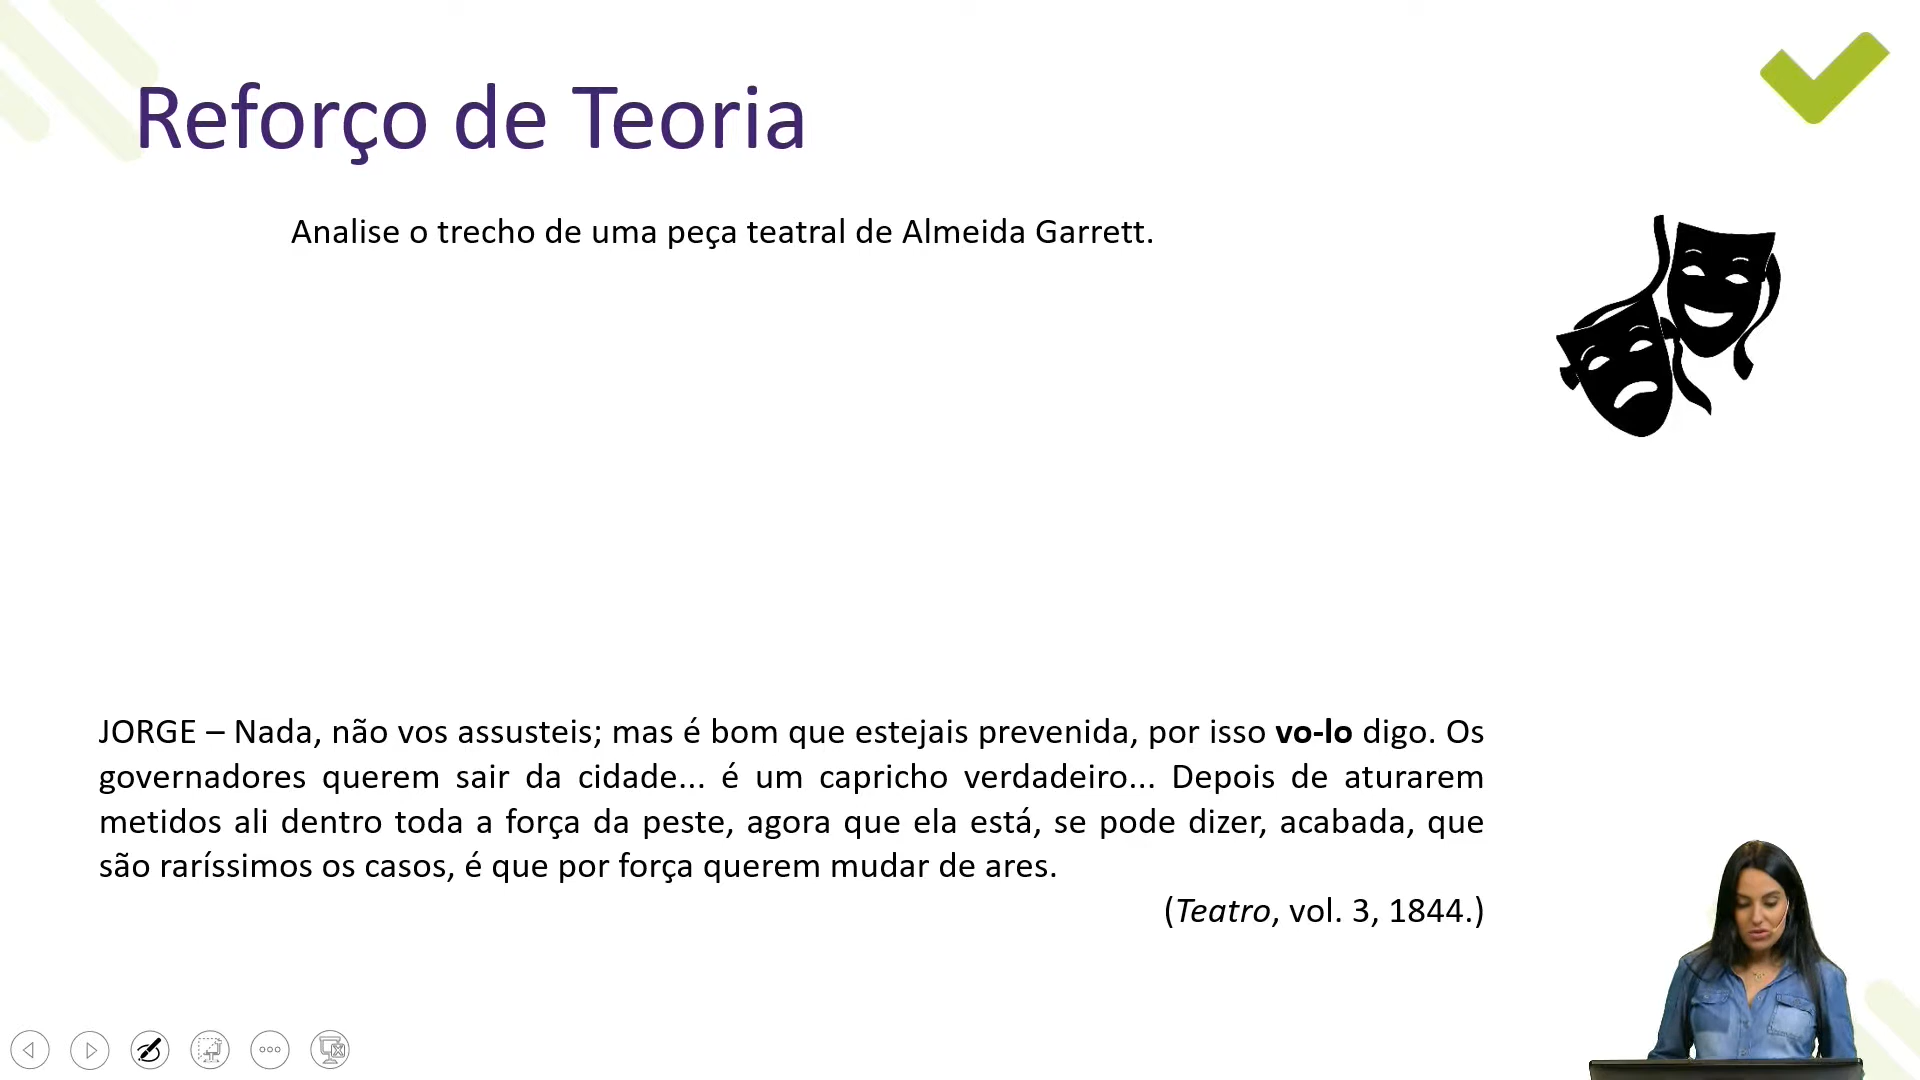 Reforço de Teoria
Analise o trecho de uma peça teatral de Almeida Garrett.
JORGE – Nada, não vos assusteis; mas é bom que estejais prevenida, por isso vo-lo digo. Os
governadores querem sair da cidade... é um capricho verdadeiro... Depois de aturarem
metidos ali dentro toda a força da peste, agora que ela está, se pode dizer, acabada, que
são raríssimos os casos, é que por força querem mudar de ares.
(Teatro, vol. 3, 1844.)